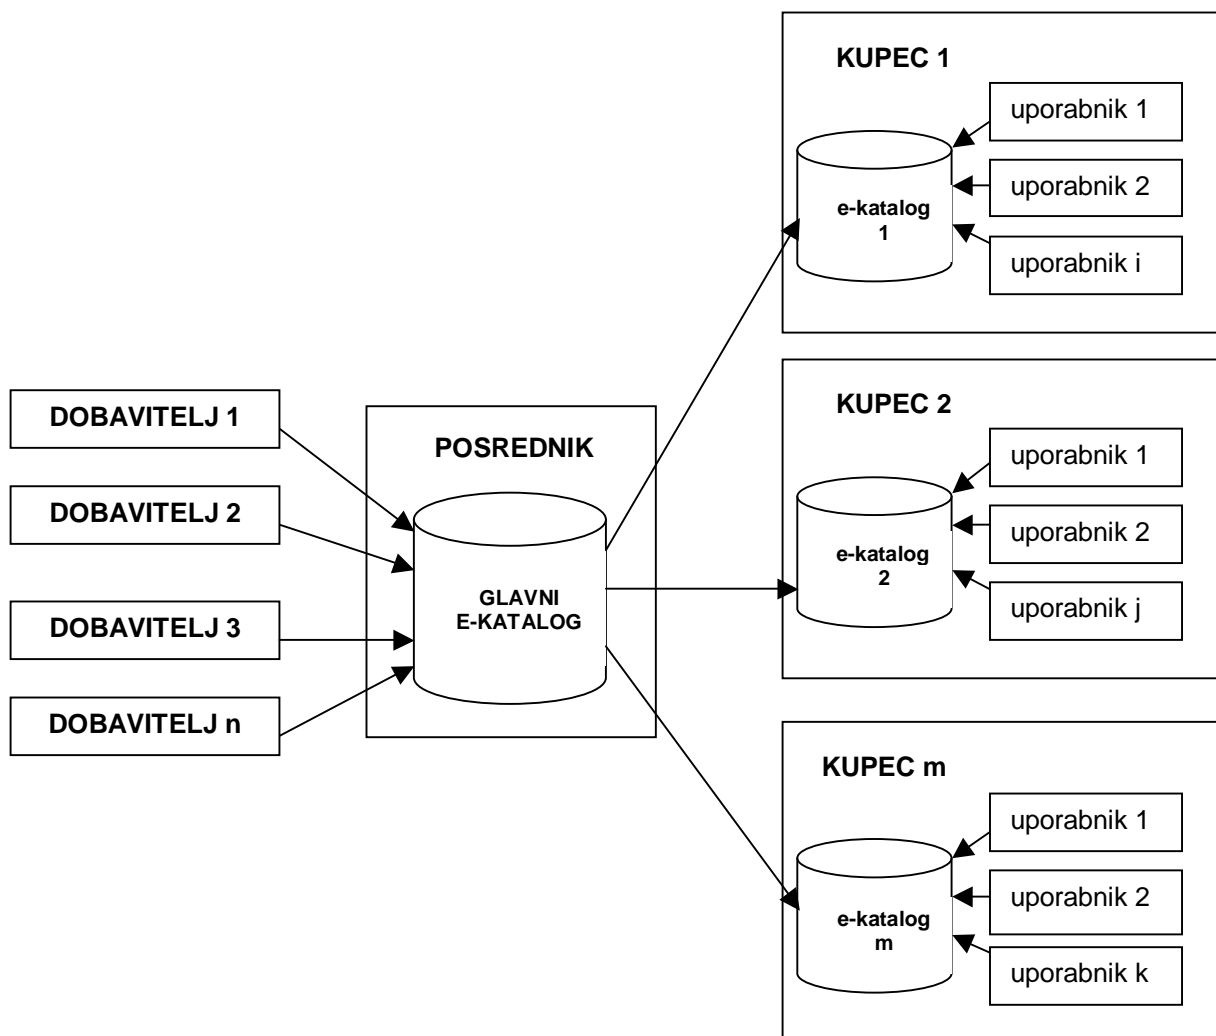 DOBAVITELJ 1
DOBAVITELJ 2
DOBAVITELJ 3
DOBAVITELJ n
POSREDNIK
GLAVNI
E-KATALOG
KUPEC 1
e-katalog
1
uporabnik 1
uporabnik 2
uporabnik i
KUPEC 2
e-katalog
2
uporabnik 1
uporabnik 2
uporabnik j
KUPEC m
e-katalog
m
uporabnik 1
uporabnik 2
uporabnik k